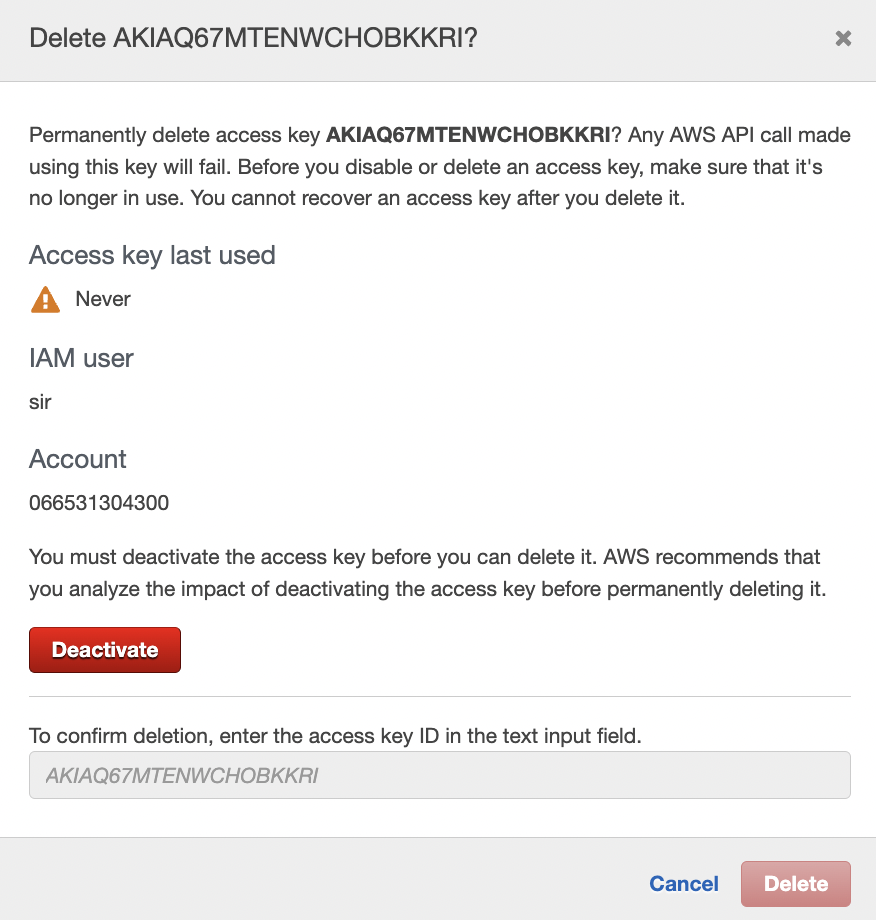 Delete AKIAQ67MTENWCHOBKKRI?
Permanently delete access key AKIAQ67MTENWCHOBKKRI? Any AWS API call made
using this key will fail. Before you disable or delete an access key, make sure that it's
no longer in use. You cannot recover an access key after you delete it.
Access key last used
Never
IAM user
sir
Account
066531304300
You must deactivate the access key before you can delete it. AWS recommends that
you analyze the impact of deactivating the access key before permanently deleting it.
Deactivate
To confirm deletion, enter the access key ID in the text input field.
AKIAQ67MTENWCHOBKKRI
Cancel
Delete